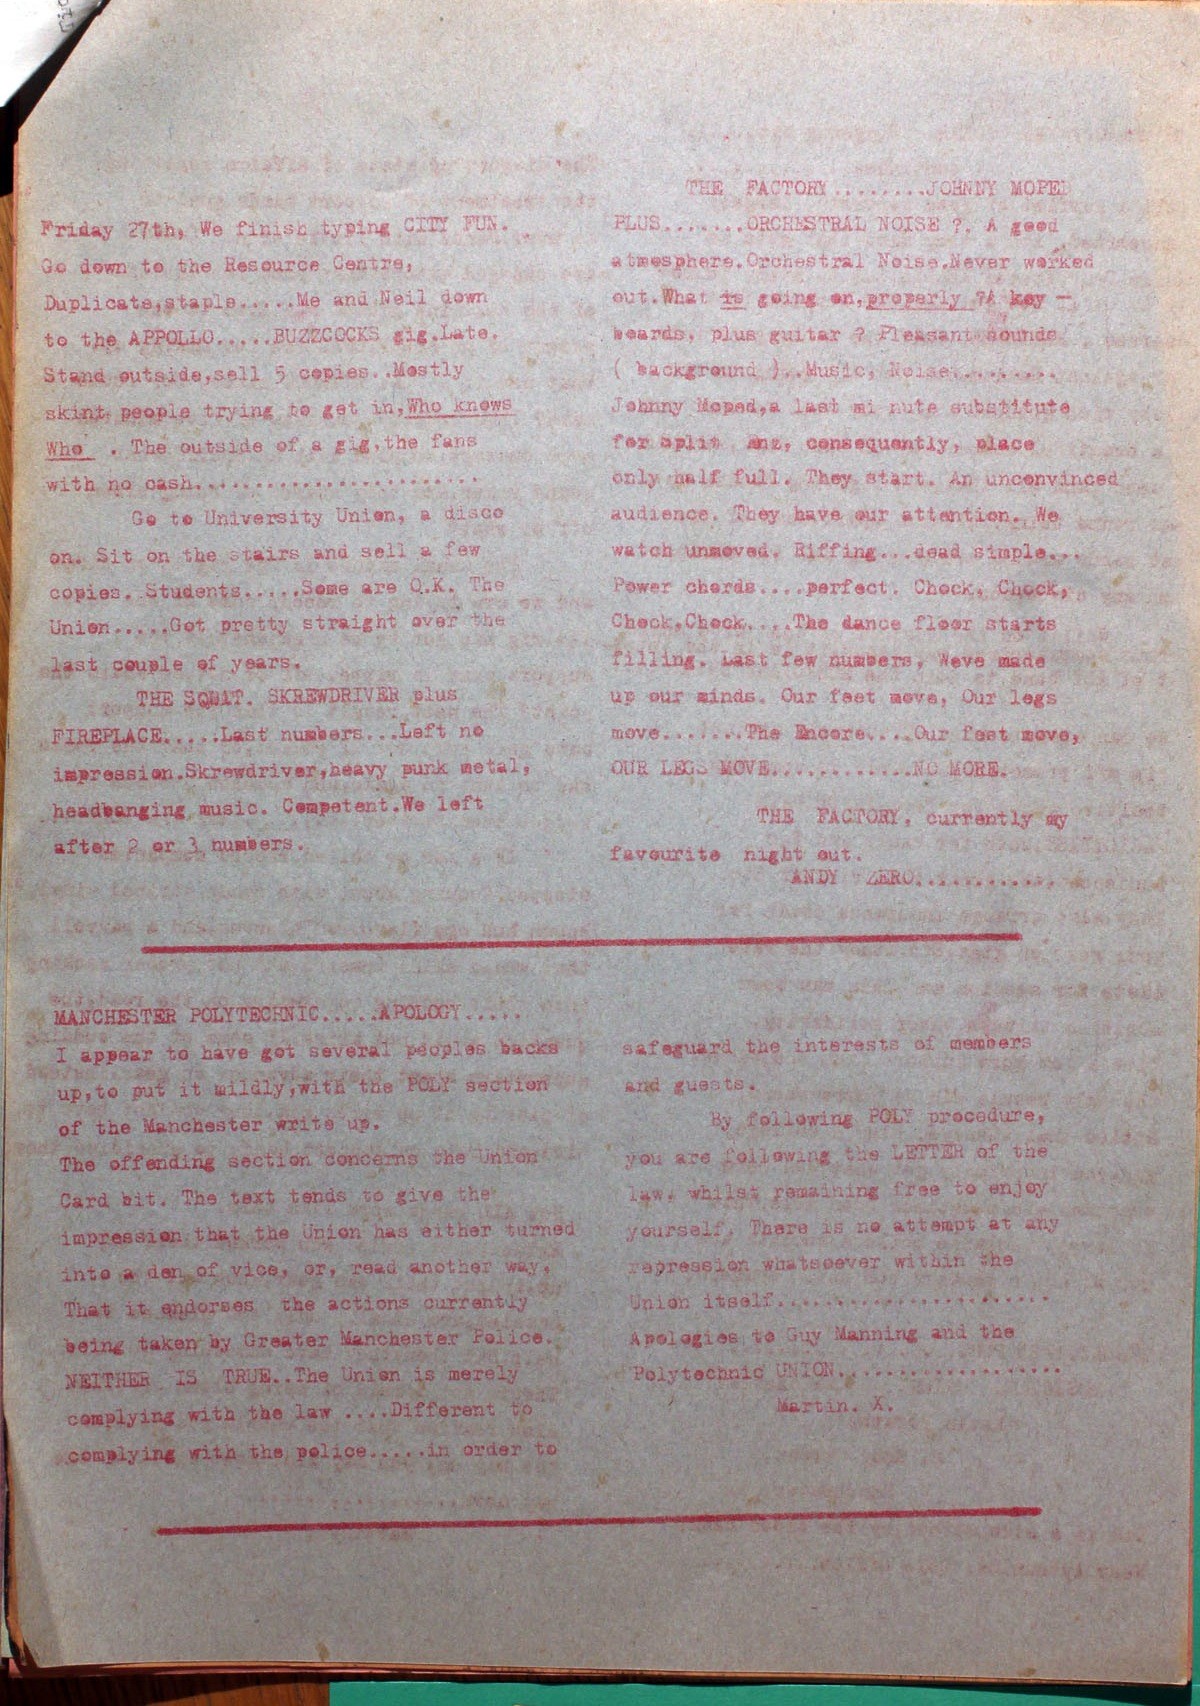 Friday 27th, We finish typing CITY FUN.
Go down to the Resource Centre,
Duplicate,staple.....Me and Neil down
to the APPOLLO.....BUZZCOCKS gig.Late.
Stand outside,sell 5 copies..Mostly
skint people trying to get in,Who knows
Who . The outside of a gig,the fans
with no cash........................
Go to University Union, a disco
on. Sit on the stairs and sell a few
copies. Students.....Some are O.K. The
Union.....Got pretty straight over the
last couple of years.
THE SQUAT. SKREWDRIVER plus
FIREPLACE.....Last numbers...Left no
impression.Skrewdriver,heavy punk metal,
headbanging music. Competent.We left
after 2 or 3 numbers.
THE FACTORY........JOHNNY MOPED
PLUS.......ORCHESTRAL NOISE ?. A good
atmosphere.Orchestral Noise.Never worked
out.What is going on,properly ?A key -
boards, plus guitar ? Pleasant sounds
( background )..Music, Noise.........
Johnny Moped,a last mi nute substitute
for split enz, consequently, place
only half full. They start. An unconvinced
audience. They have our attention. We
watch unmoved. Riffing...dead simple...
Power chords....perfect. Chock, Chock,
Chock,Chock....The dance floor starts
filling. Last few numbers, Weve made
up our minds. Our feet move, Our legs
move.......The Encore....Our feet move,
OUR LEGS MOVE............NO MORE.
THE FACTORY, currently my
favourite night out.
ANDY ZERO............
MANCHESTER POLYTECHNIC.....APOLOGY.....
I appear to have got several peoples backs
up,to put it mildly,with the POLY section
of the Manchester write up.
The offending section concerns the Union
Card bit. The text tends to give the
impression that the Union has either turned
into a den of vice, or, read another way,
That it endorses the actions currently
being taken by Greater Manchester Police.
NEITHER IS TRUE..The Union is merely
complying with the law ....Different to
complying with the police.....in order to
safeguard the interests of members
and guests.
By following POLY procedure,
you are following the LETTER of the
law, whilst remaining free to enjoy
yourself. There is no attempt at any
repression whatsoever within the
Union itself.......................
Apologies to Guy Manning and the
Polytechnic UNION...................
Martin. X.